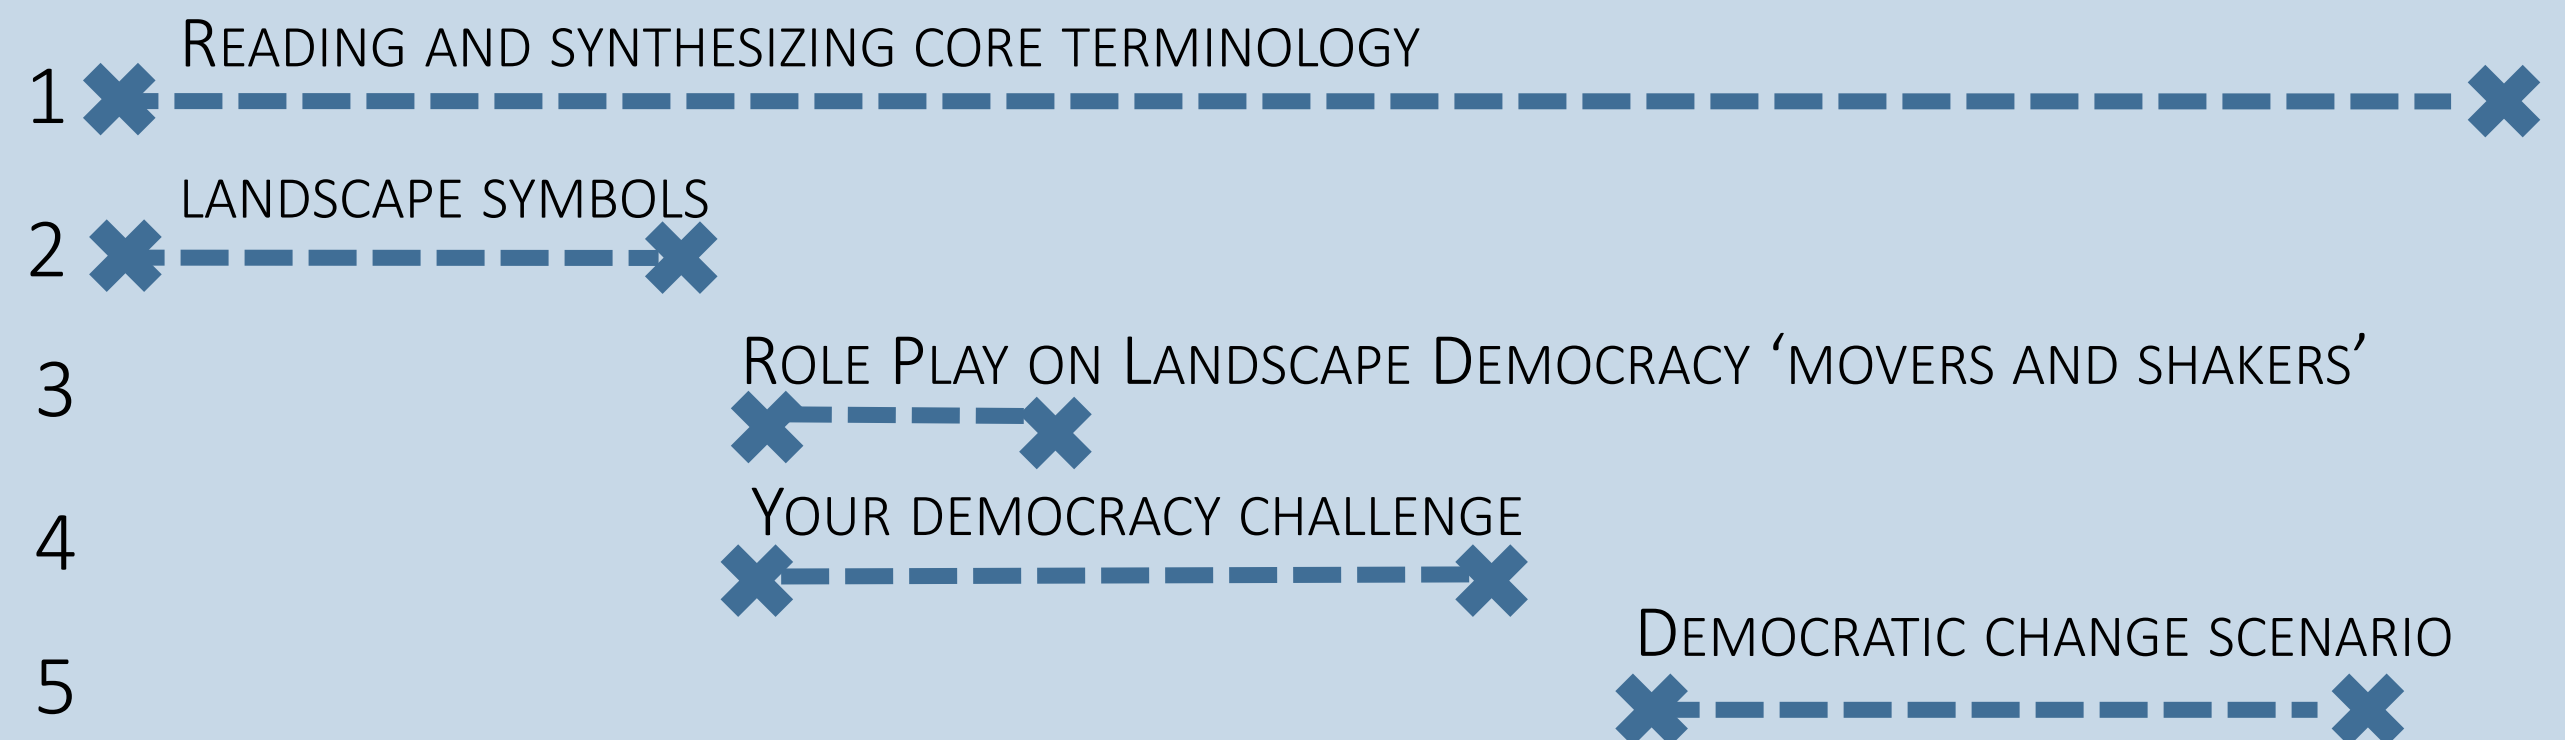 Reading and synthesizing core terminology
1
landscape symbols
2
Role Play on Landscape Democracy ‘movers and shakers’
3
Your democracy challenge
4
Democratic change scenario
5